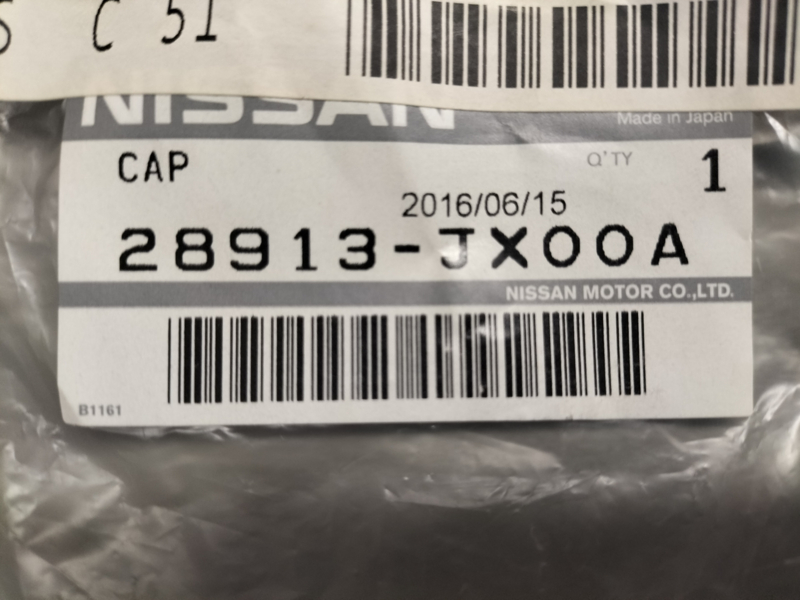 C 51
NISSAN
Made in Japan
CAP
Q'TY
1
2016/06/15
28913-JX00A
NISSAN MOTOR CO.,LTD.
B1161